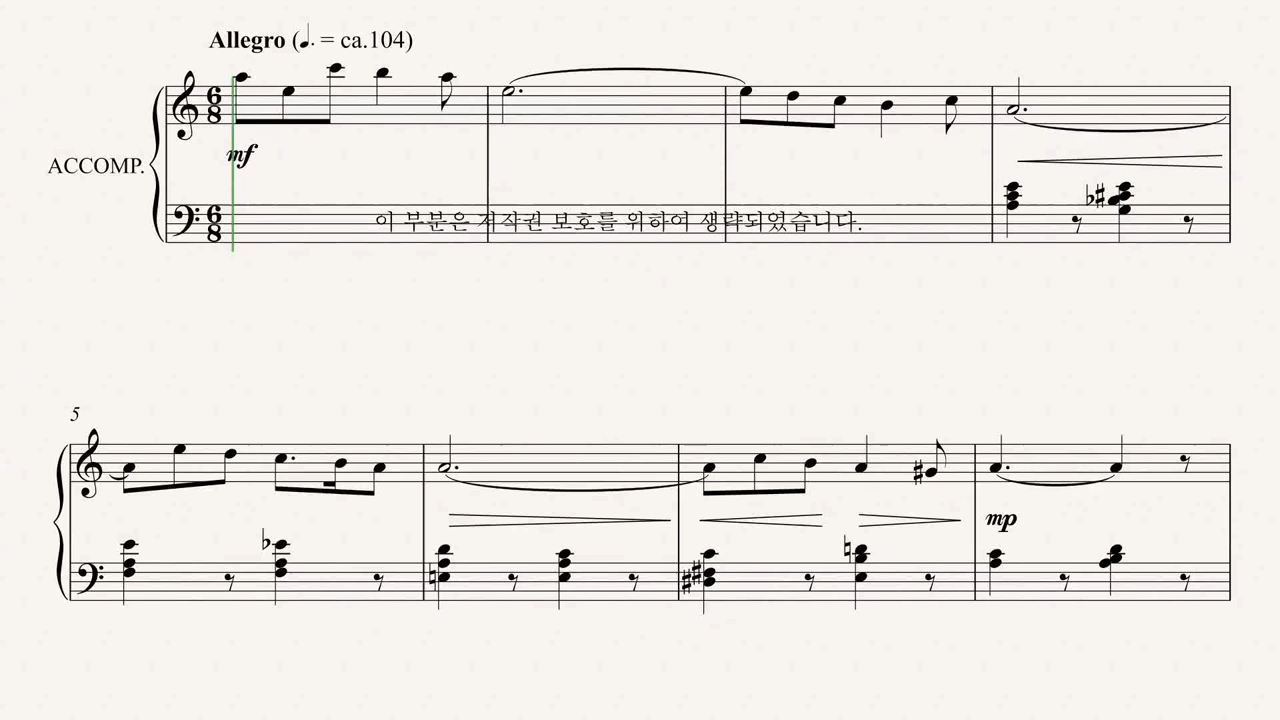 Allegro (♩. = ca.104)
6
8
mf
ACCOMP.
6
8
이 부분은 저작권 보호를 위하여 생략되었습니다.
5
mp